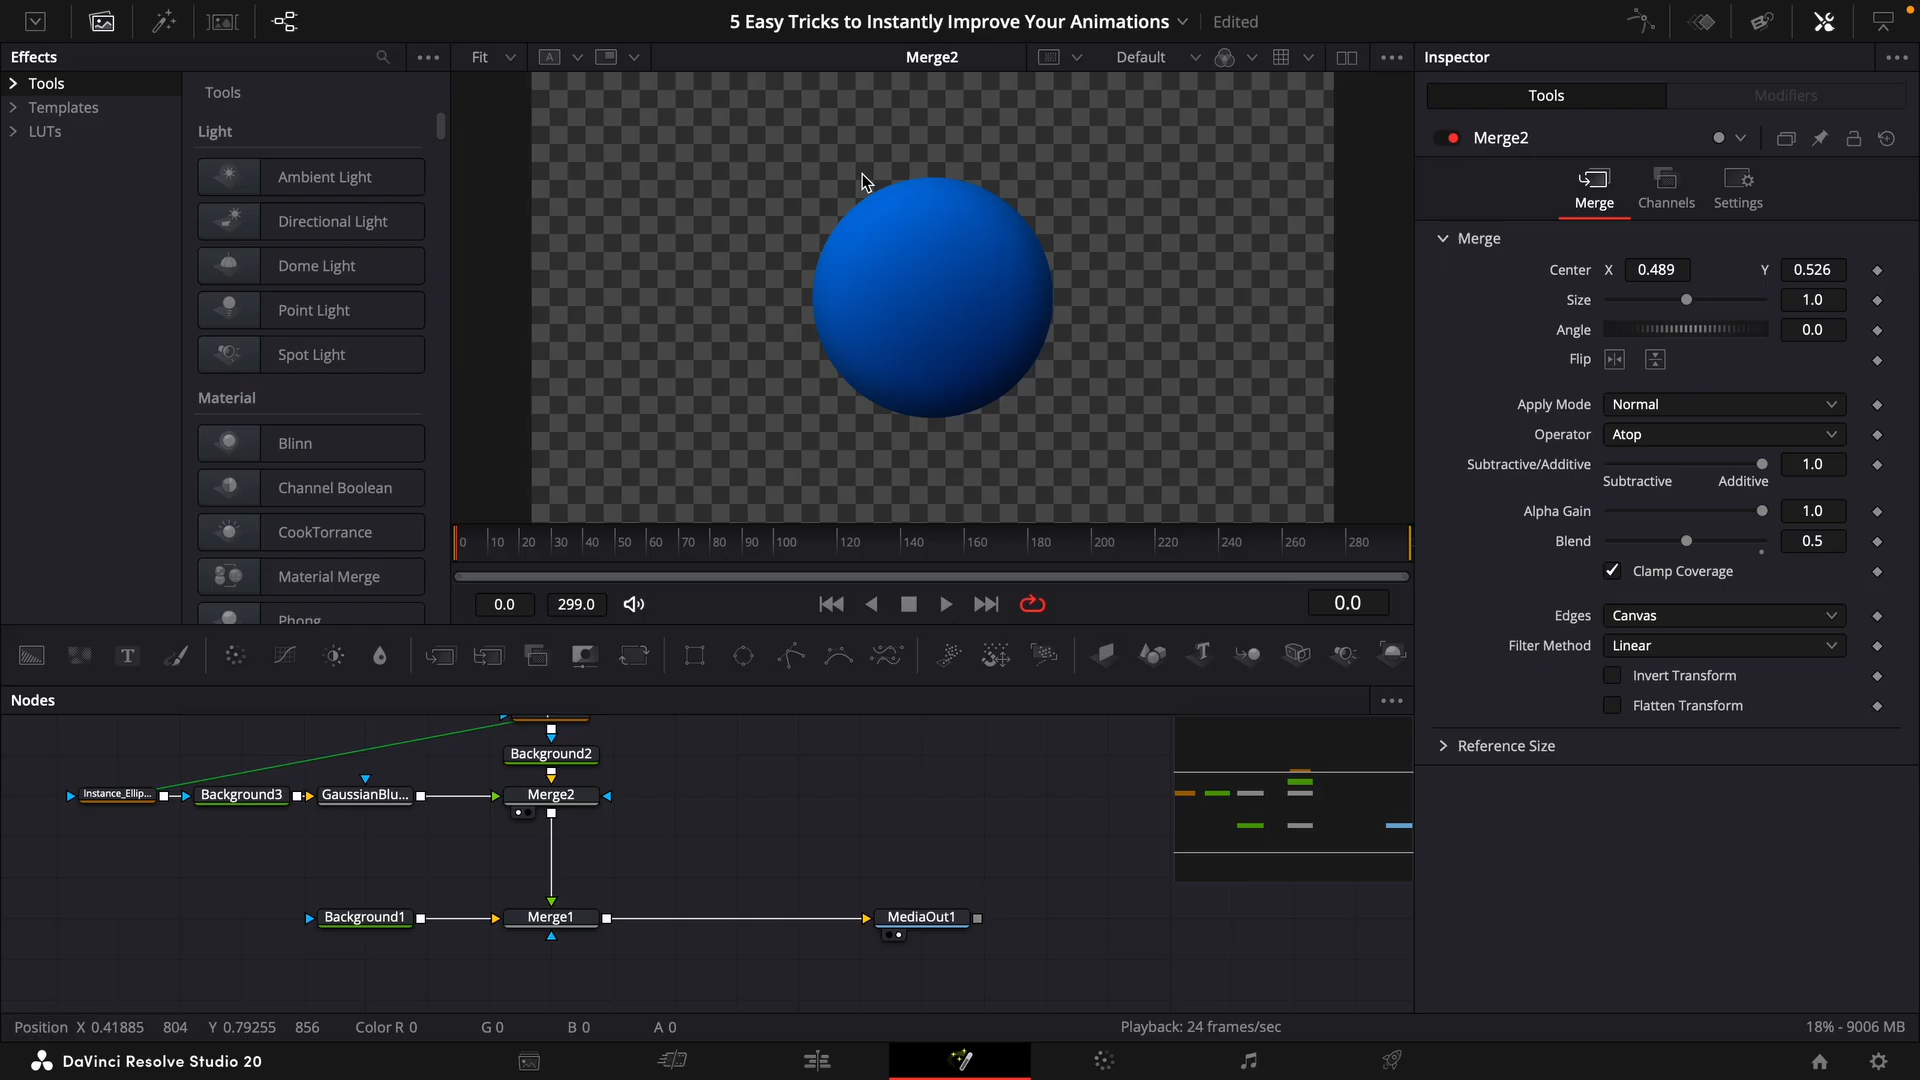 5 Easy Tricks to Instantly Improve Your Animations
Edited
Effects
Fit
A
Merge2
Default
Inspector
Tools
Templates
LUTs
Tools
Light
Ambient Light
Directional Light
Dome Light
Point Light
Spot Light
Material
Blinn
Channel Boolean
CookTorrance
Material Merge
Phong
Tools
Modifiers
Merge2
Merge
Channels
Settings
Merge
Center X 0.489 Y 0.526
Size 1.0
Angle 0.0
Flip
Apply Mode Normal
Operator Atop
Subtractive/Additive 1.0
Subtractive Additive
Alpha Gain 1.0
Blend 0.5
Clamp Coverage
Edges Canvas
Filter Method Linear
Invert Transform
Flatten Transform
Reference Size
0 10 20 30 40 50 60 70 80 90 100 120 140 160 180 200 220 240 260 280
0.0 299.0
0.0
T
T
Nodes
Background2
Instance_Ellip...
Background3
GaussianBlu...
Merge2
Background1
Merge1
MediaOut1
Position X 0.41885 804 Y 0.79255 856 Color R 0 G 0 B 0 A 0
Playback: 24 frames/sec
18% - 9006 MB
DaVinci Resolve Studio 20